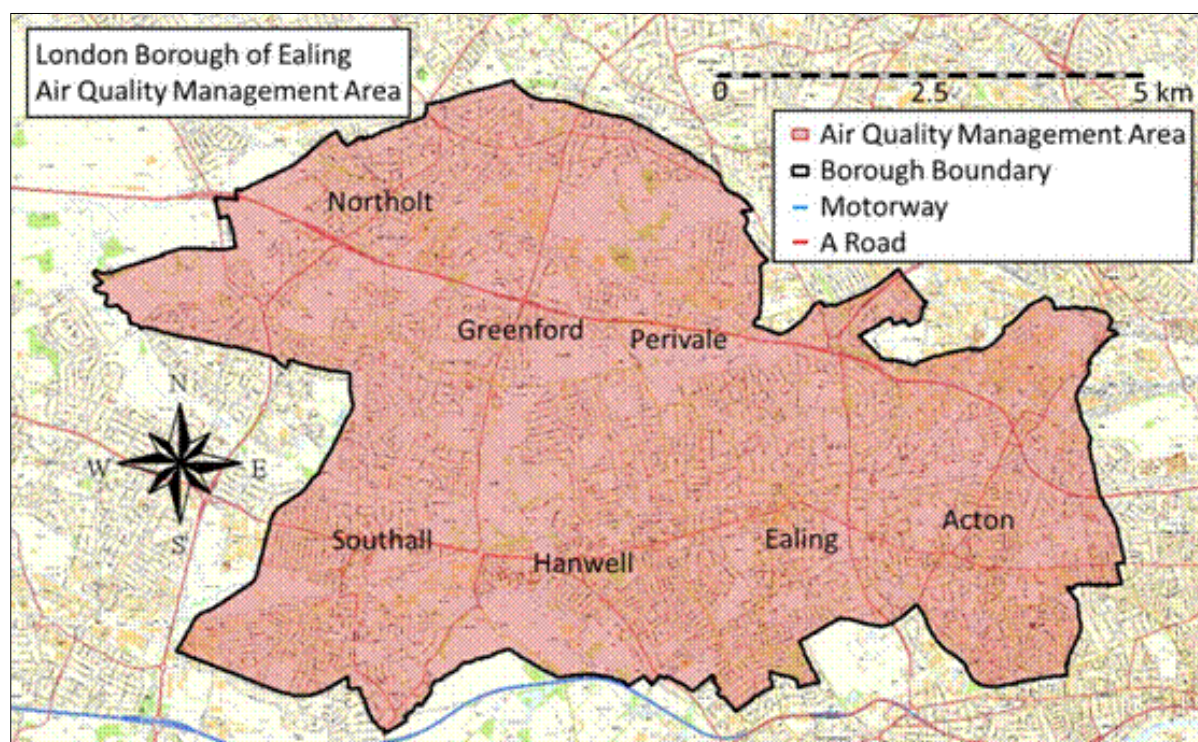 London Borough of Ealing
Air Quality Management Area
0 2.5 5 km
Air Quality Management Area
Borough Boundary
Motorway
A Road
Northolt
Greenford
Perivale
N
W E
S
Southall
Hanwell
Ealing
Acton